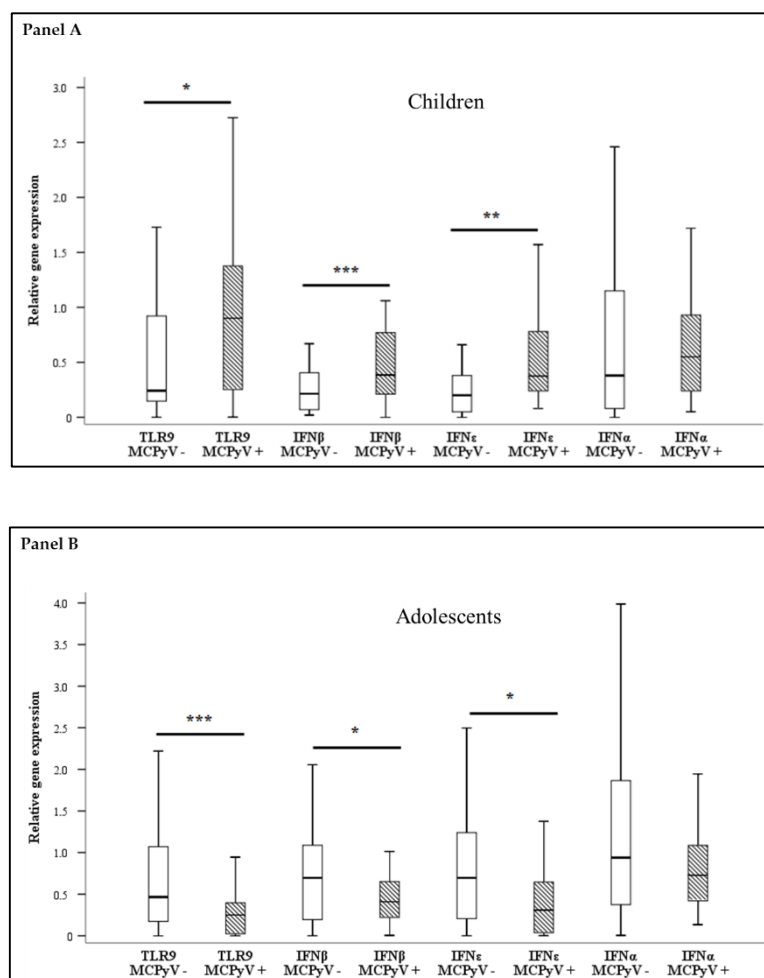 Panel A
Children
Relative gene expression
3.0
2.5
2.0
1.5
1.0
0.5
0
*
***
**
TLR9 TLR9 IFNβ IFNβ IFNε IFNε IFNα IFNα
MCPyV - MCPyV + MCPyV - MCPyV + MCPyV - MCPyV + MCPyV - MCPyV +
Panel B
Adolescents
Relative gene expression
4.0
3.5
3.0
2.5
2.0
1.5
1.0
0.5
0
***
*
*
TLR9 TLR9 IFNβ IFNβ IFNε IFNε IFNα IFNα
MCPyV - MCPyV + MCPyV - MCPyV + MCPyV - MCPyV + MCPyV - MCPyV +